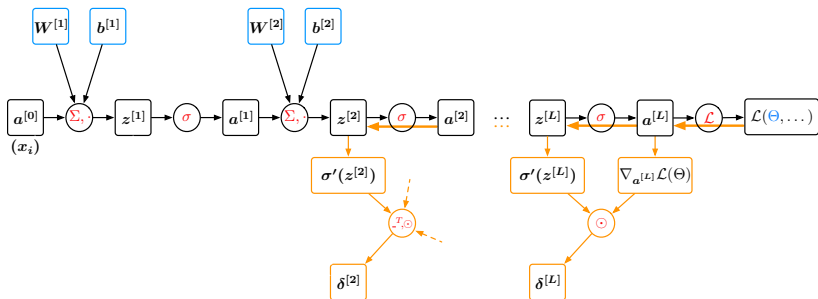 W^[1] b^[1] W^[2] b^[2]
a^[0] Σ, · z^[1] σ a^[1] Σ, · z^[2] σ a^[2] ... z^[L] σ a^[L] ℒ ℒ(Θ, . . . )
(x_i)
σ′(z^[2]) σ′(z^[L]) ∇_{a^[L]} ℒ(Θ)
_^T,⊙ ⊙
δ^[2] δ^[L]